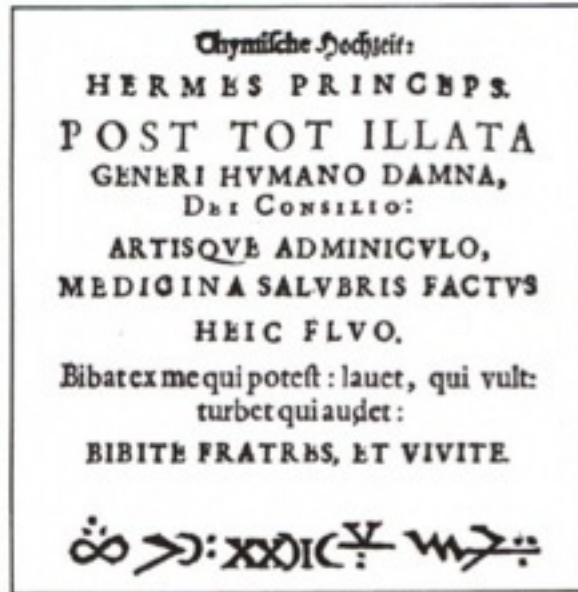 Chymische Hochzeit:
HERMES PRINCEPS.
POST TOT ILLATA
GENERI HVMANO DAMNA,
DEI CONSILIO:
ARTISQVE ADMINICVLO,
MEDICINA SALVBRIS FACTVS
HEIC FLVO.
Bibat ex me qui poteſt : lauet, qui vult:
turbet qui audet :
BIBITE FRATRES, ET VIVITE.